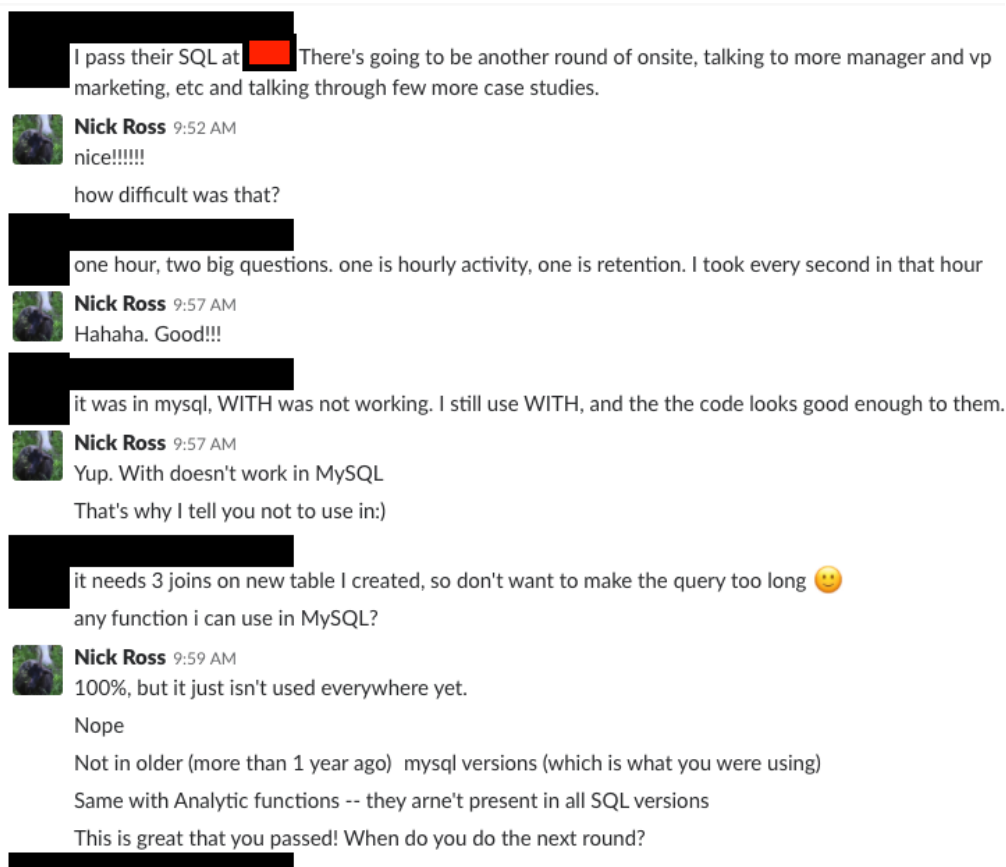 I pass their SQL at There's going to be another round of onsite, talking to more manager and vp
marketing, etc and talking through few more case studies.
Nick Ross 9:52 AM
nice!!!!!!
how difficult was that?
one hour, two big questions. one is hourly activity, one is retention. I took every second in that hour
Nick Ross 9:57 AM
Hahaha. Good!!!
it was in mysql, WITH was not working. I still use WITH, and the the code looks good enough to them.
Nick Ross 9:57 AM
Yup. With doesn't work in MySQL
That's why I tell you not to use in:)
it needs 3 joins on new table I created, so don't want to make the query too long 🙂
any function i can use in MySQL?
Nick Ross 9:59 AM
100%, but it just isn't used everywhere yet.
Nope
Not in older (more than 1 year ago)  mysql versions (which is what you were using)
Same with Analytic functions -- they arne't present in all SQL versions
This is great that you passed! When do you do the next round?